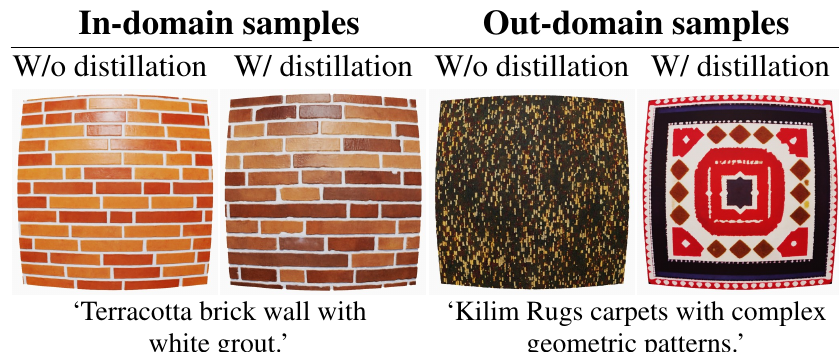 In-domain samples
Out-domain samples
W/o distillation
W/ distillation
W/o distillation
W/ distillation
‘Terracotta brick wall with
white grout.’
‘Kilim Rugs carpets with complex
geometric patterns.’